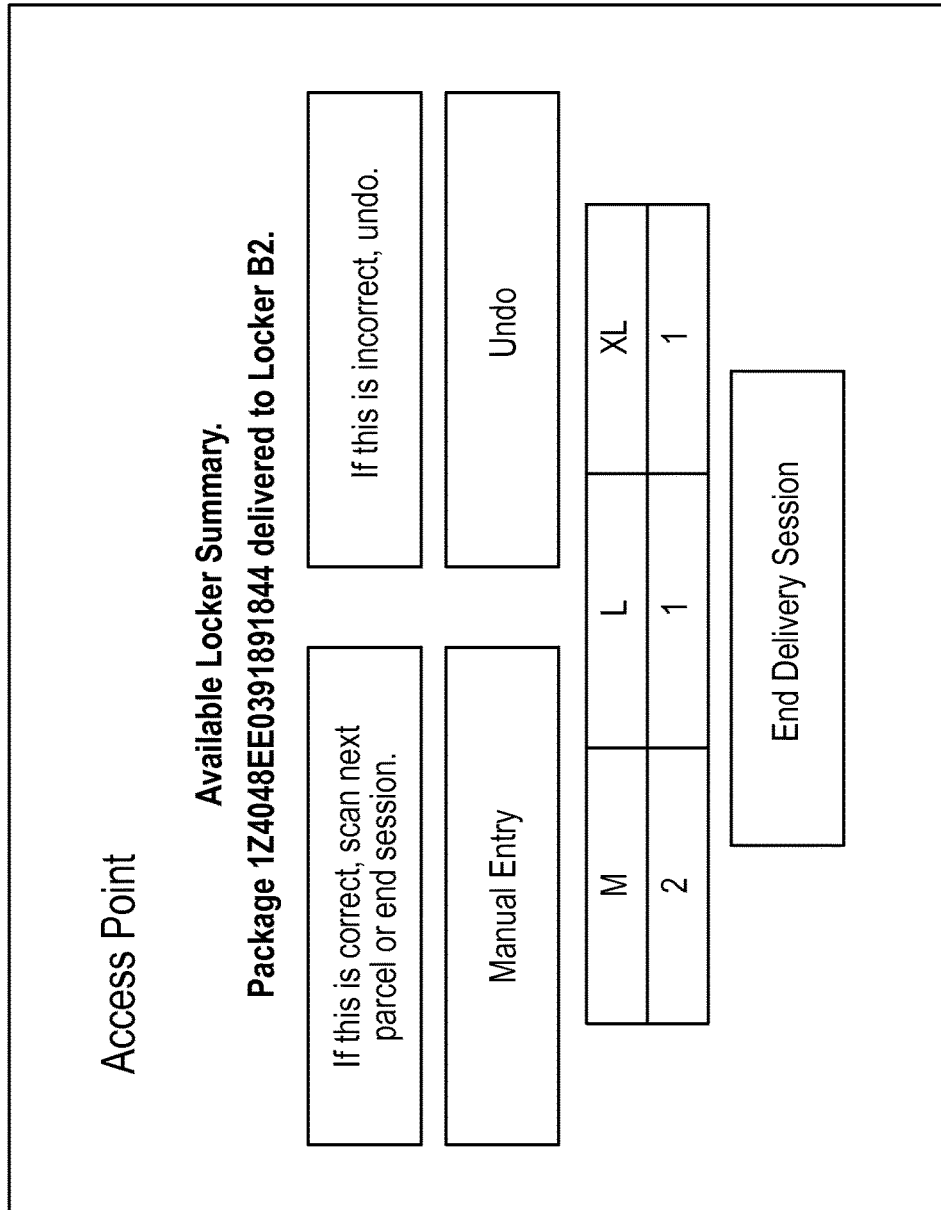 Access Point
Available Locker Summary.
Package 1Z4048EE0391891844 delivered to Locker B2.
If this is correct, scan next
parcel or end session.
If this is incorrect, undo.
Manual Entry
Undo
M L XL
2 1 1
End Delivery Session